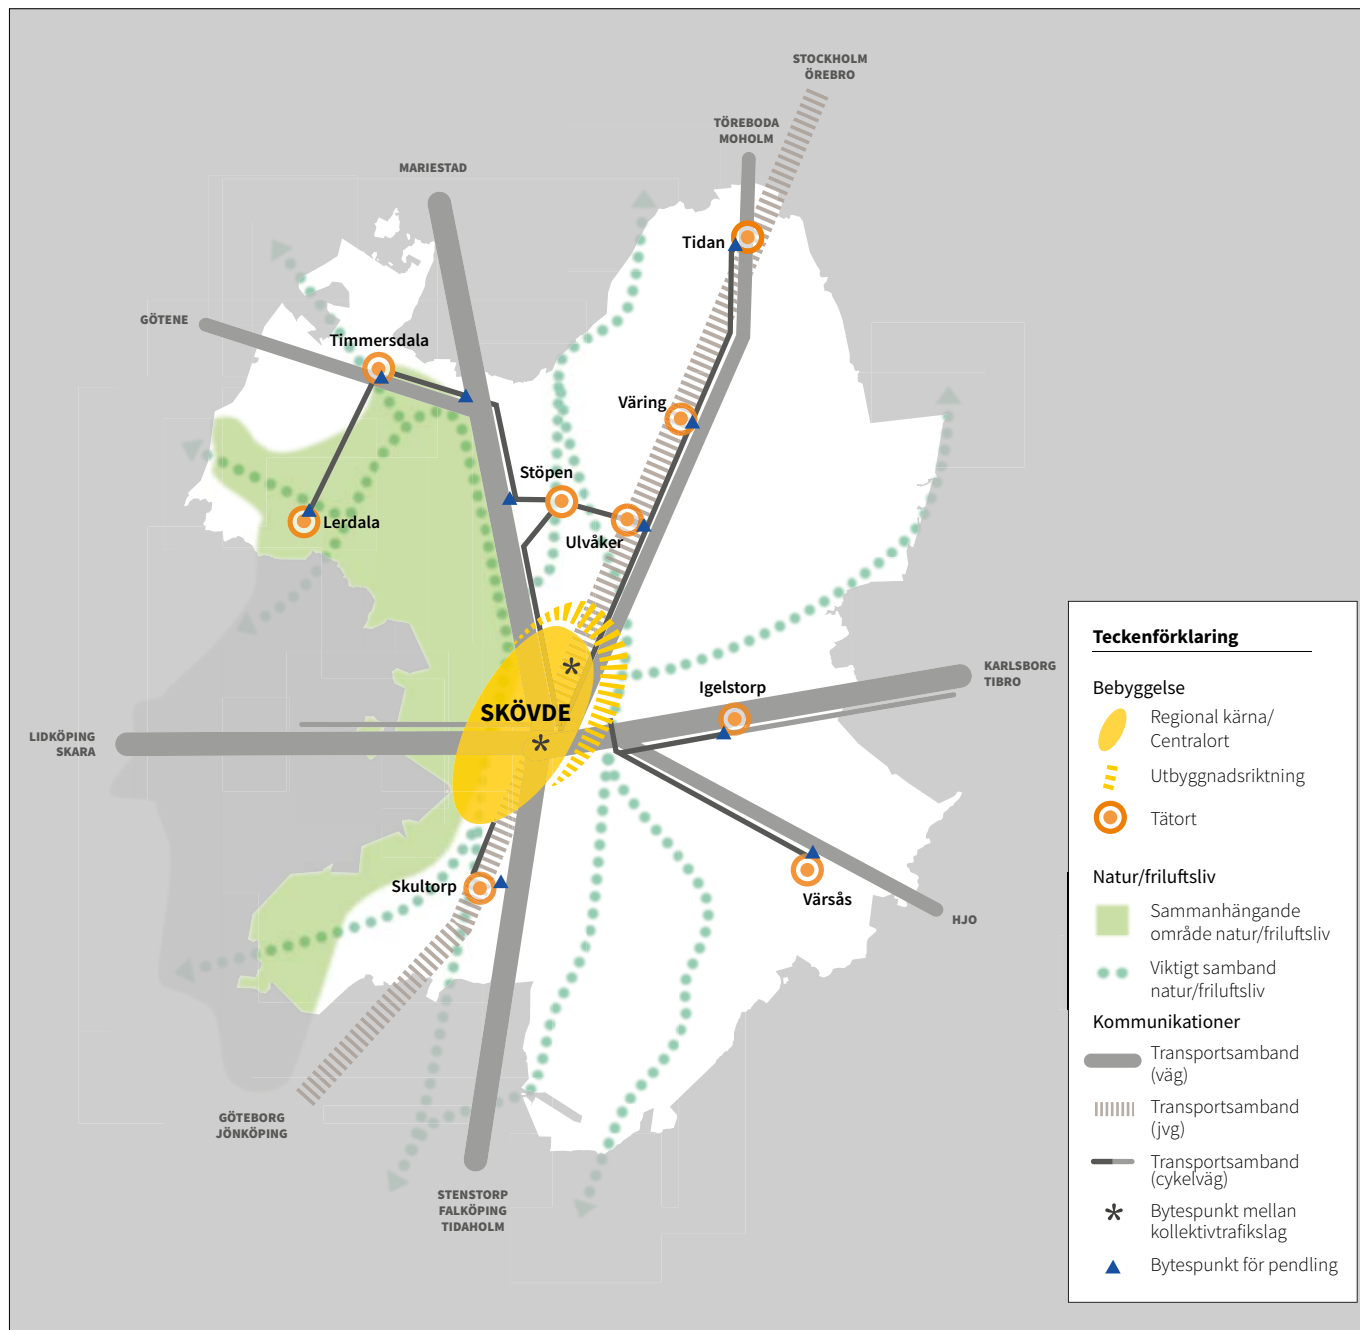 STOCKHOLM
ÖREBRO
TÖREBODA
MOHOLM
MARIESTAD
Tidan
GÖTENE
Timmersdala
Väring
Stöpen
Lerdala
Ulvåker
Igelstorp
KARLSBORG
TIBRO
SKÖVDE
LIDKÖPING
SKARA
Skultorp
Värsås
HJO
GÖTEBORG
JÖNKÖPING
STENSTORP
FALKÖPING
TIDAHOLM
Teckenförklaring
Bebyggelse
Regional kärna/
Centralort
Utbyggnadsriktning
Tätort
Natur/friluftsliv
Sammanhängande
område natur/friluftsliv
Viktigt samband
natur/friluftsliv
Kommunikationer
Transportsamband
(väg)
Transportsamband
(jvg)
Transportsamband
(cykelväg)
Bytespunkt mellan
kollektivtrafikslag
Bytespunkt för pendling